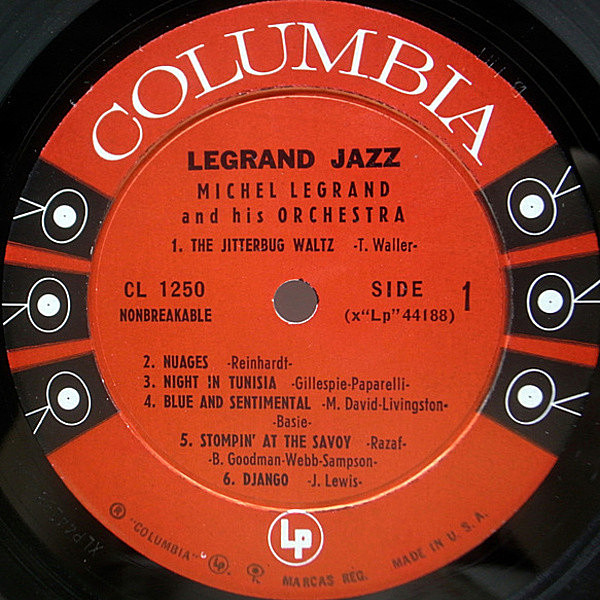 COLUMBIA
LEGRAND JAZZ
MICHEL LEGRAND
and his ORCHESTRA
1. THE JITTERBUG WALTZ -T. Waller-
CL 1250
NONBREAKABLE
SIDE 1
(x"Lp" 44188)
2. NUAGES -Reinhardt-
3. NIGHT IN TUNISIA -Gillespie-Paparelli-
4. BLUE AND SENTIMENTAL -M. David-Livingston-
-Basie-
5. STOMPIN' AT THE SAVOY -Razaf-
-B. Goodman-Webb-Sampson-
6. DJANGO -J. Lewis-
Lp
® "COLUMBIA" MARCAS REG. MADE IN U.S.A.